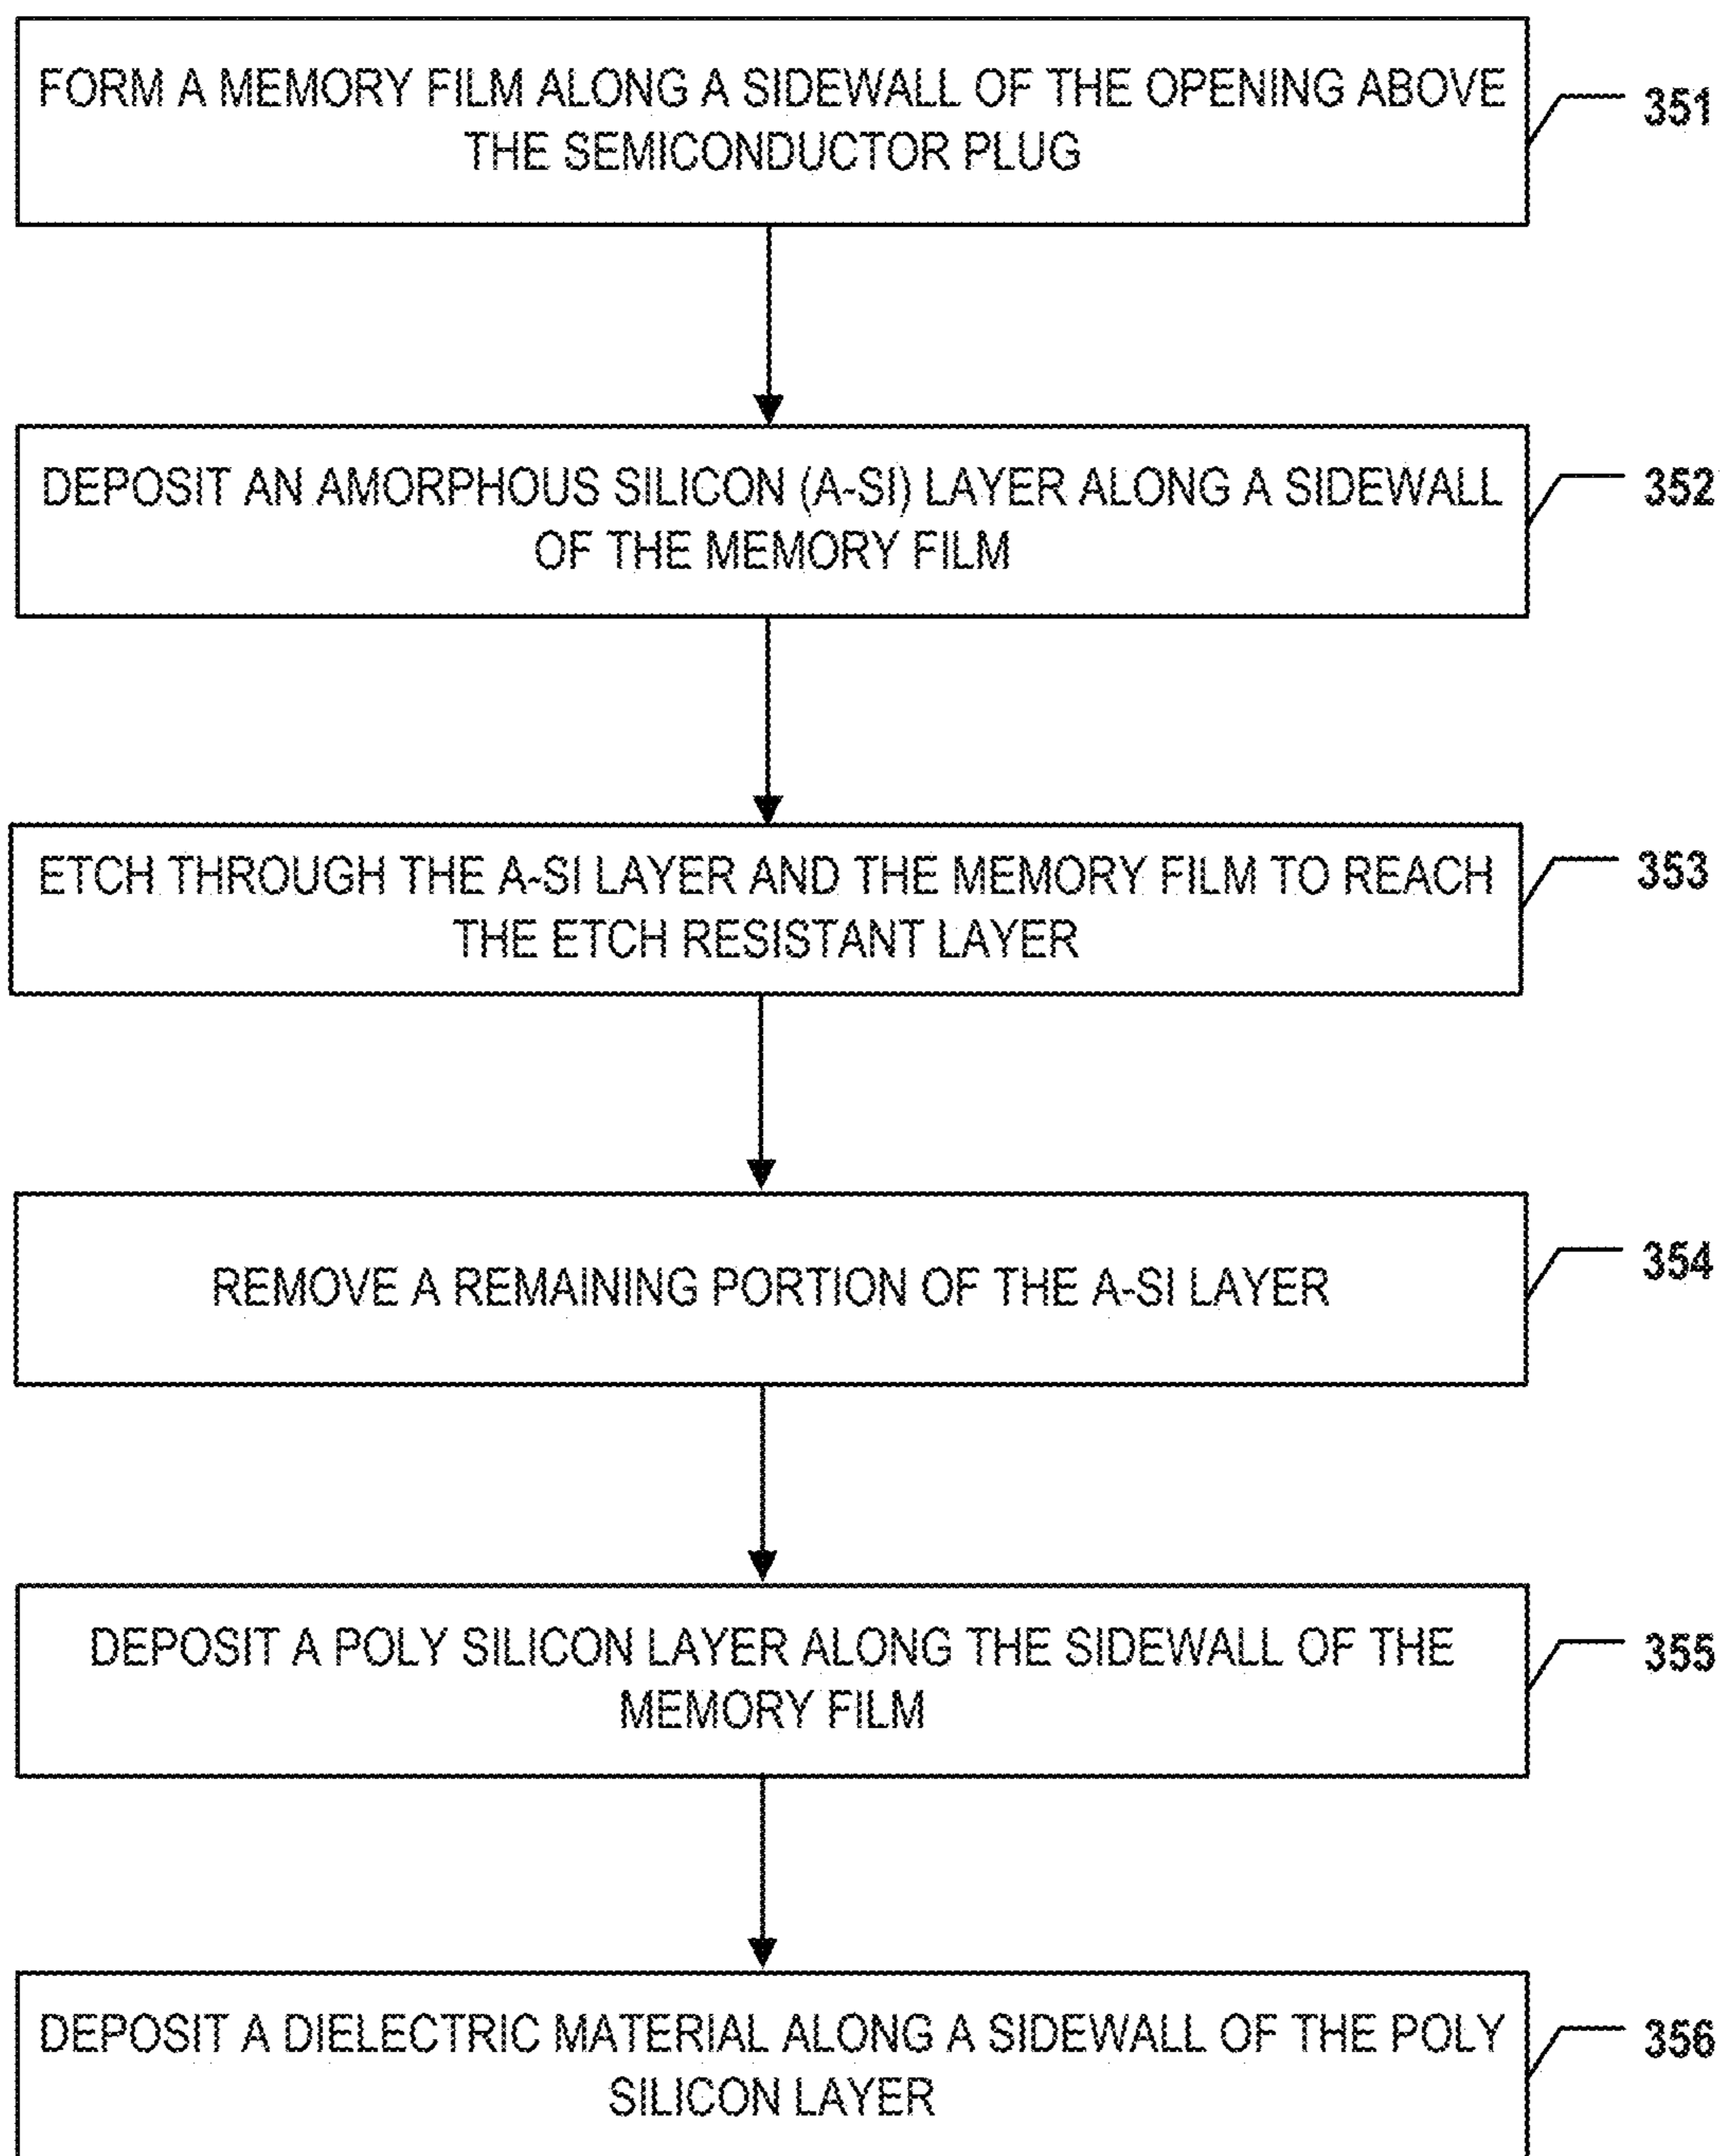 FORM A MEMORY FILM ALONG A SIDEWALL OF THE OPENING ABOVE
THE SEMICONDUCTOR PLUG
351
DEPOSIT AN AMORPHOUS SILICON (A-SI) LAYER ALONG A SIDEWALL
OF THE MEMORY FILM
352
ETCH THROUGH THE A-SI LAYER AND THE MEMORY FILM TO REACH
THE ETCH RESISTANT LAYER
353
REMOVE A REMAINING PORTION OF THE A-SI LAYER
354
DEPOSIT A POLY SILICON LAYER ALONG THE SIDEWALL OF THE
MEMORY FILM
355
DEPOSIT A DIELECTRIC MATERIAL ALONG A SIDEWALL OF THE POLY
SILICON LAYER
356